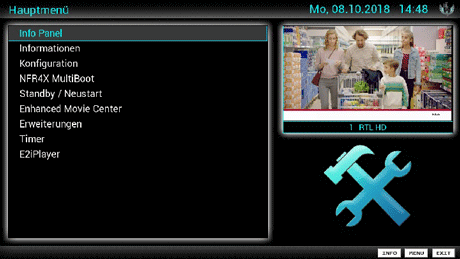 Hauptmenü
Mo, 08.10.2018 14:48
Info Panel
Informationen
Konfiguration
NFR4X MultiBoot
Standby / Neustart
Enhanced Movie Center
Erweiterungen
Timer
E2iPlayer
1 RTL HD
INFO MENU EXIT